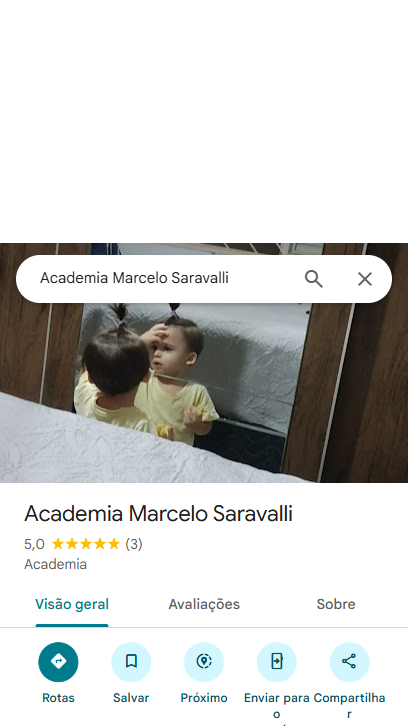 Academia Marcelo Saravalli
Academia Marcelo Saravalli
5,0 (3)
Academia
Visão geral Avaliações Sobre
Rotas Salvar Próximo Enviar para o Compartilhar